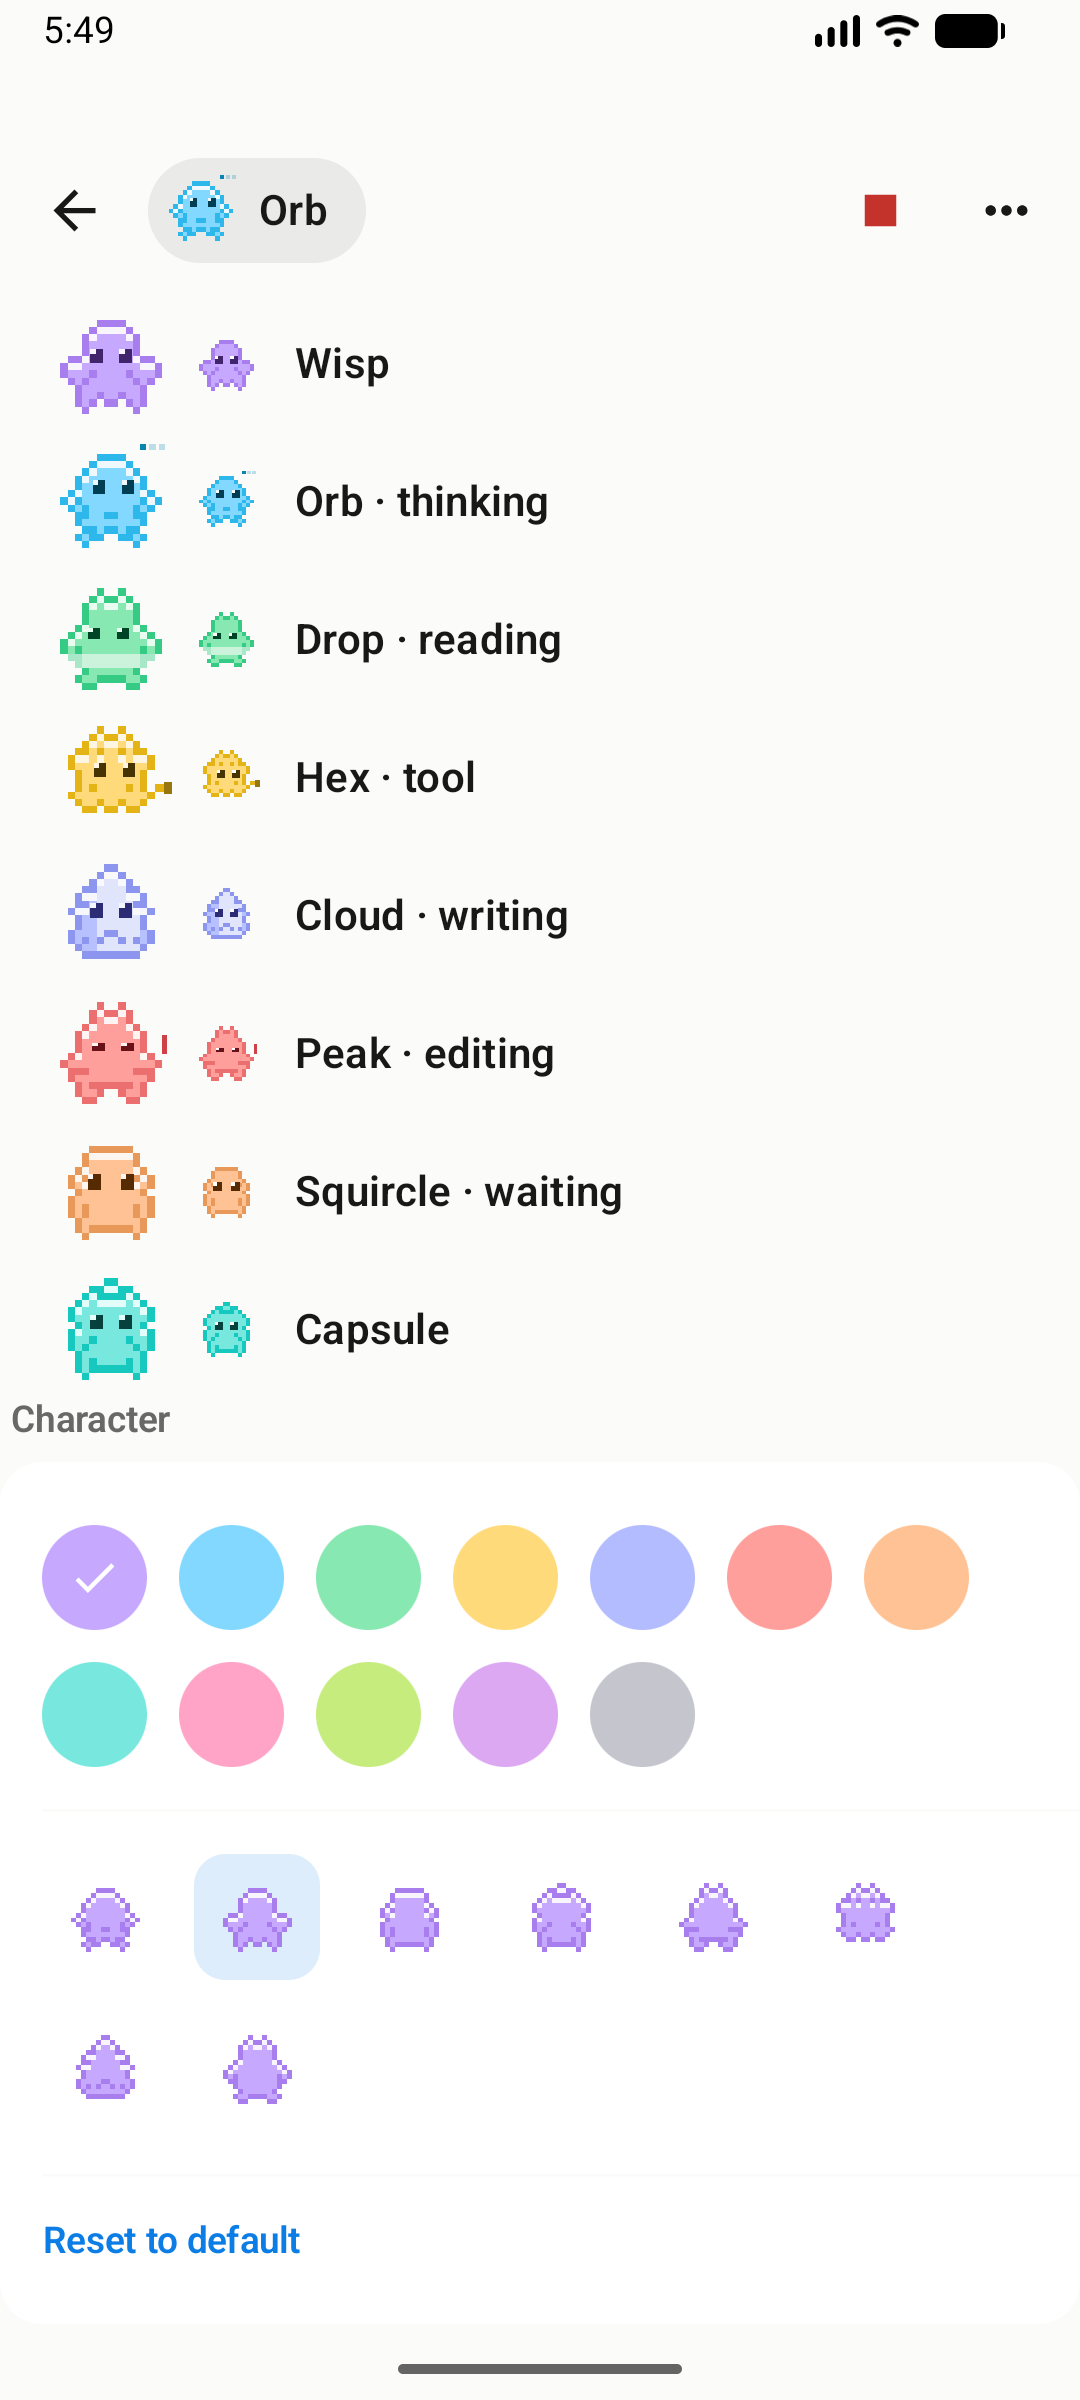 5:49
Orb
Wisp
Orb · thinking
Drop · reading
Hex · tool
Cloud · writing
Peak · editing
Squircle · waiting
Capsule
Character
Reset to default